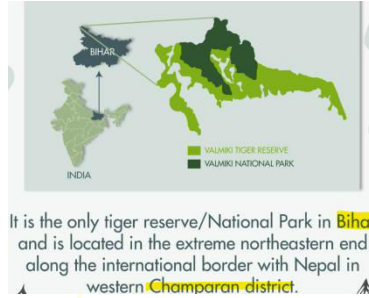 BIHAR
INDIA
VALMIKI TIGER RESERVE
VALMIKI NATIONAL PARK
It is the only tiger reserve/National Park in Biha
and is located in the extreme northeastern end
along the international border with Nepal in
western Champaran district.